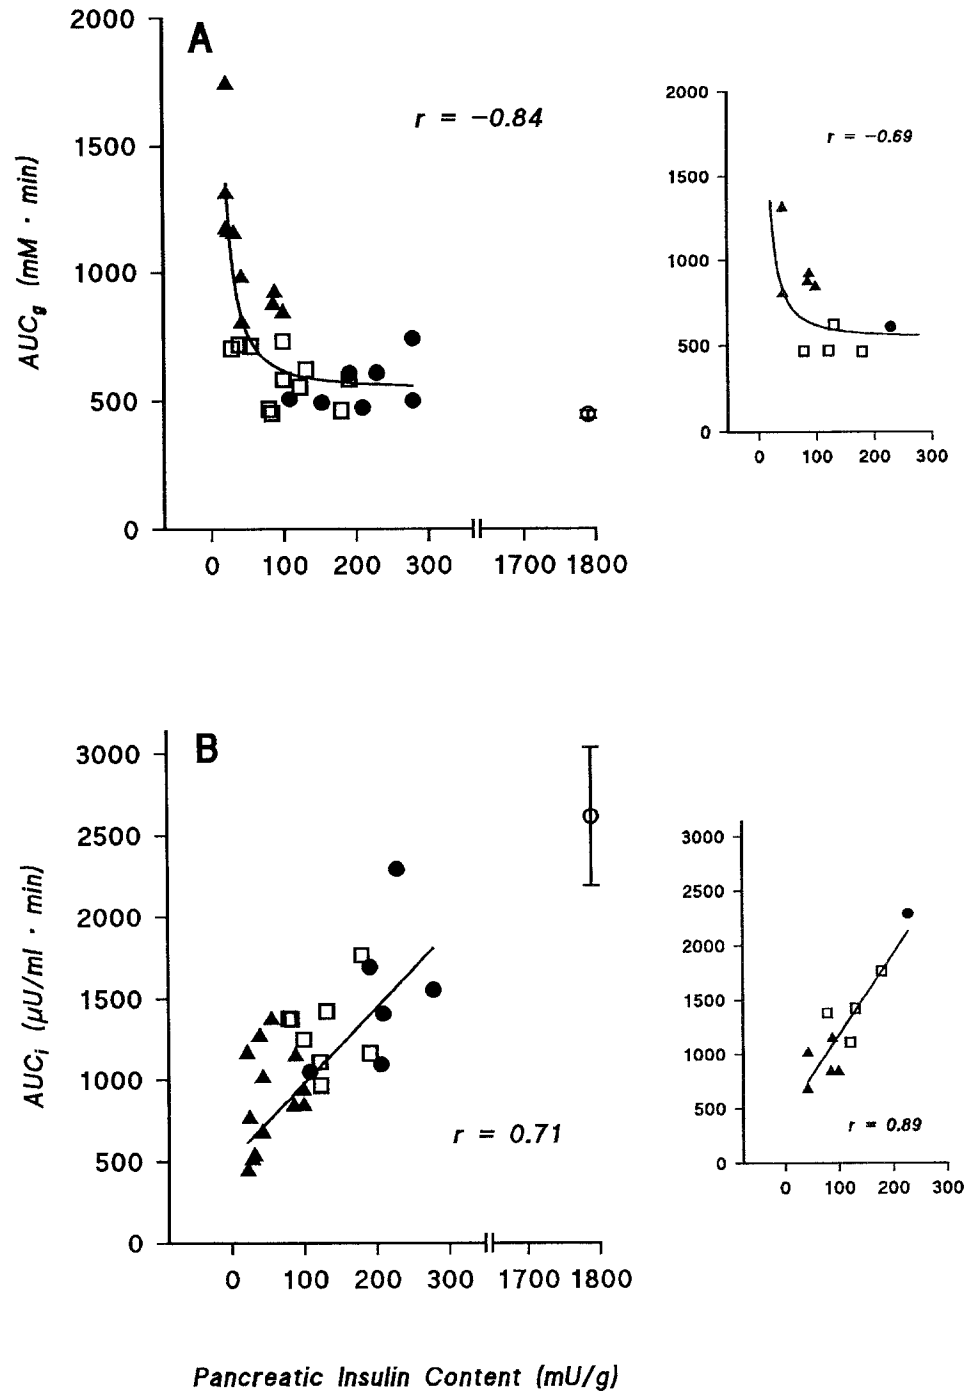 A
r = −0.84
AUCg (mM · min)
2000
1500
1000
500
0
0 100 200 300 1700 1800
r = −0.69
2000
1500
1000
500
0
0 100 200 300
B
r = 0.71
AUCi (μU/ml · min)
3000
2500
2000
1500
1000
500
0
0 100 200 300 1700 1800
3000
2500
2000
1500
1000
500
0
r = 0.89
0 100 200 300
Pancreatic Insulin Content (mU/g)